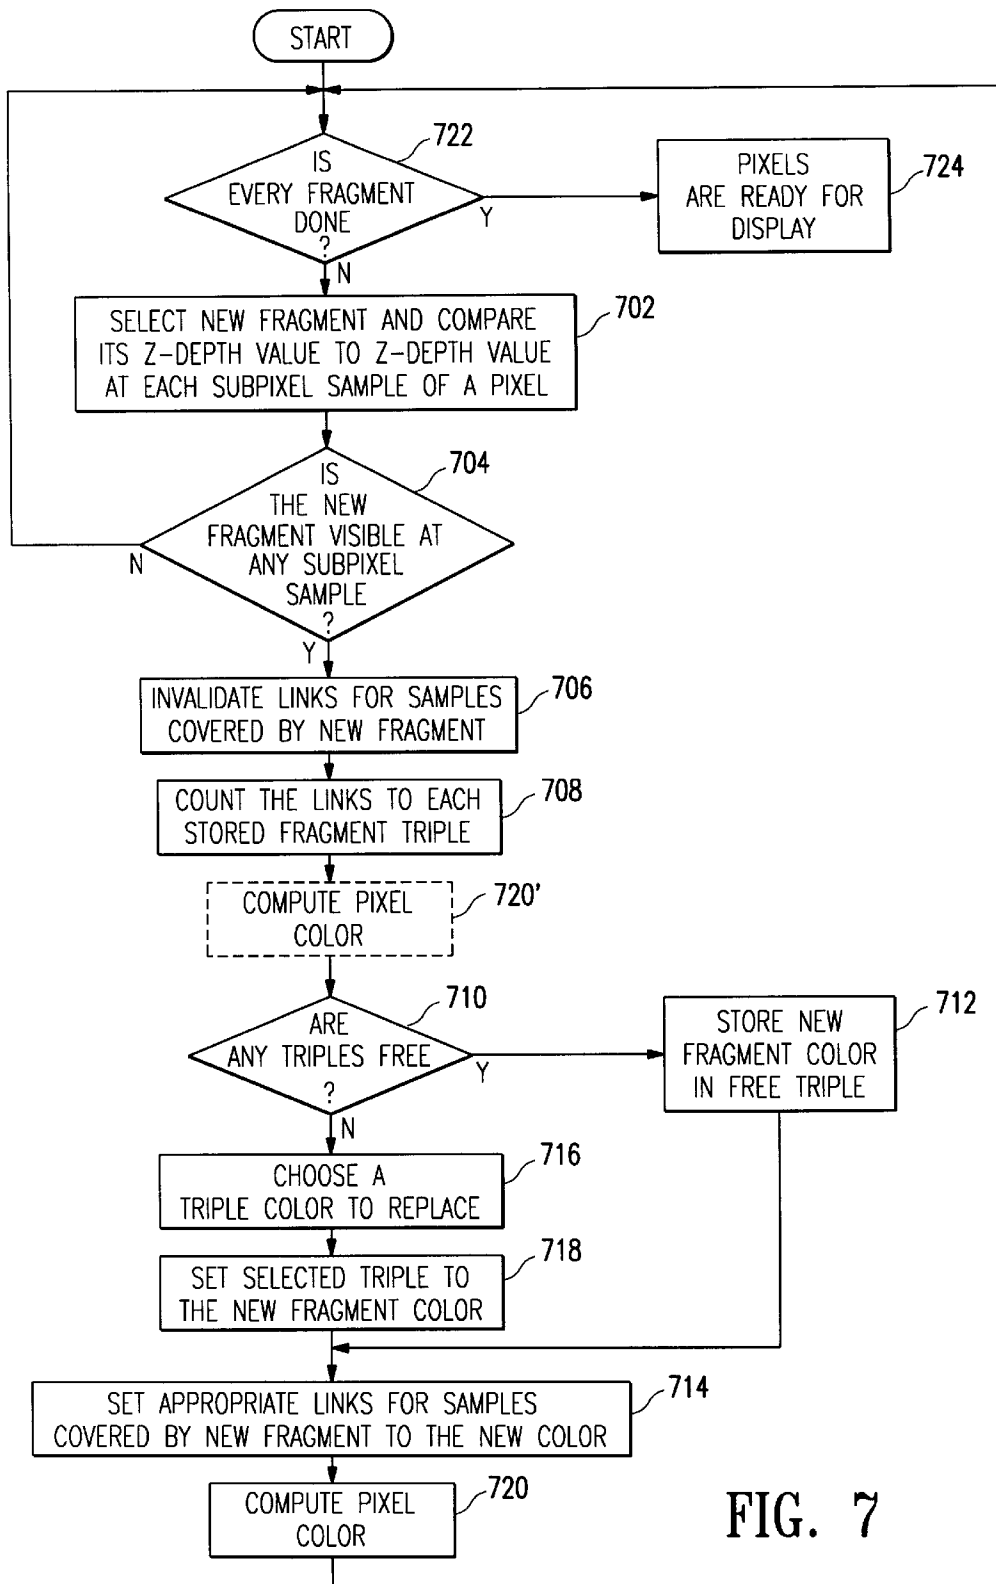 START
722
IS
EVERY FRAGMENT
DONE
?
Y
N
PIXELS
ARE READY FOR
DISPLAY
724
SELECT NEW FRAGMENT AND COMPARE
ITS Z-DEPTH VALUE TO Z-DEPTH VALUE
AT EACH SUBPIXEL SAMPLE OF A PIXEL
702
704
IS
THE NEW
FRAGMENT VISIBLE AT
ANY SUBPIXEL
SAMPLE
?
N
Y
INVALIDATE LINKS FOR SAMPLES
COVERED BY NEW FRAGMENT
706
COUNT THE LINKS TO EACH
STORED FRAGMENT TRIPLE
708
COMPUTE PIXEL
COLOR
720'
710
ARE
ANY TRIPLES FREE
?
Y
N
STORE NEW
FRAGMENT COLOR
IN FREE TRIPLE
712
CHOOSE A
TRIPLE COLOR TO REPLACE
716
SET SELECTED TRIPLE TO
THE NEW FRAGMENT COLOR
718
SET APPROPRIATE LINKS FOR SAMPLES
COVERED BY NEW FRAGMENT TO THE NEW COLOR
714
COMPUTE PIXEL
COLOR
720
FIG. 7